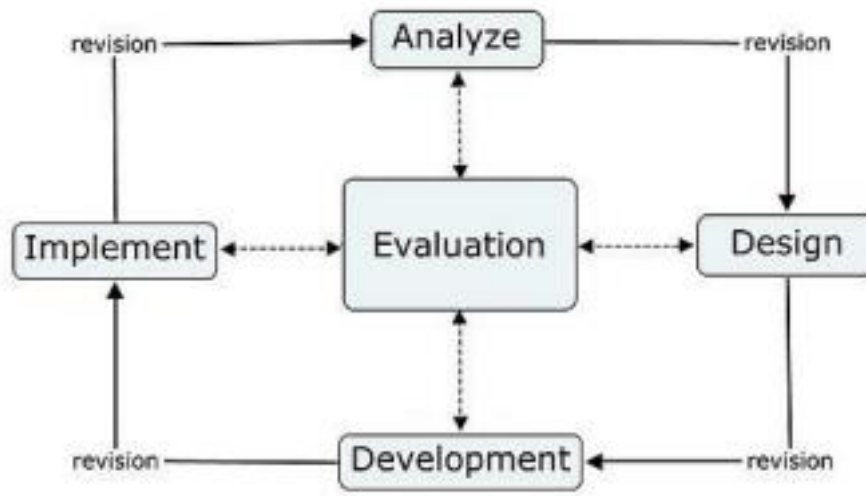 revision
Analyze
revision
Implement
Evaluation
Design
revision
Development
revision